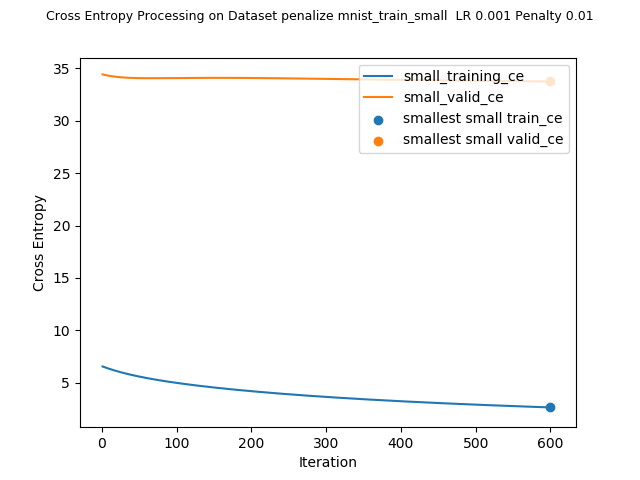 Cross Entropy Processing on Dataset penalize mnist_train_small  LR 0.001 Penalty 0.01
35
30
25
20
15
10
5
Cross Entropy
small_training_ce
small_valid_ce
smallest small train_ce
smallest small valid_ce
0 100 200 300 400 500 600
Iteration